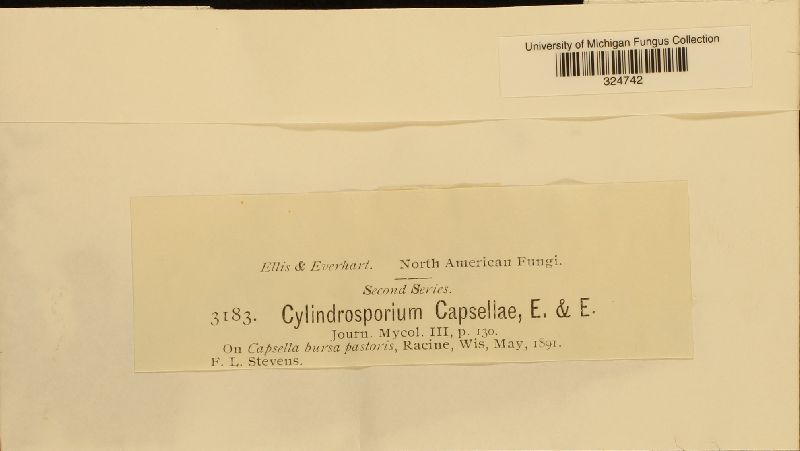 University of Michigan Fungus Collection
324742
Ellis & Everhart. North American Fungi.
Second Series.
3183. Cylindrosporium Capsellae, E. & E.
Journ. Mycol. III, p. 130.
On Capsella bursa pastoris, Racine, Wis, May, 1891.
F. L. Stevens.